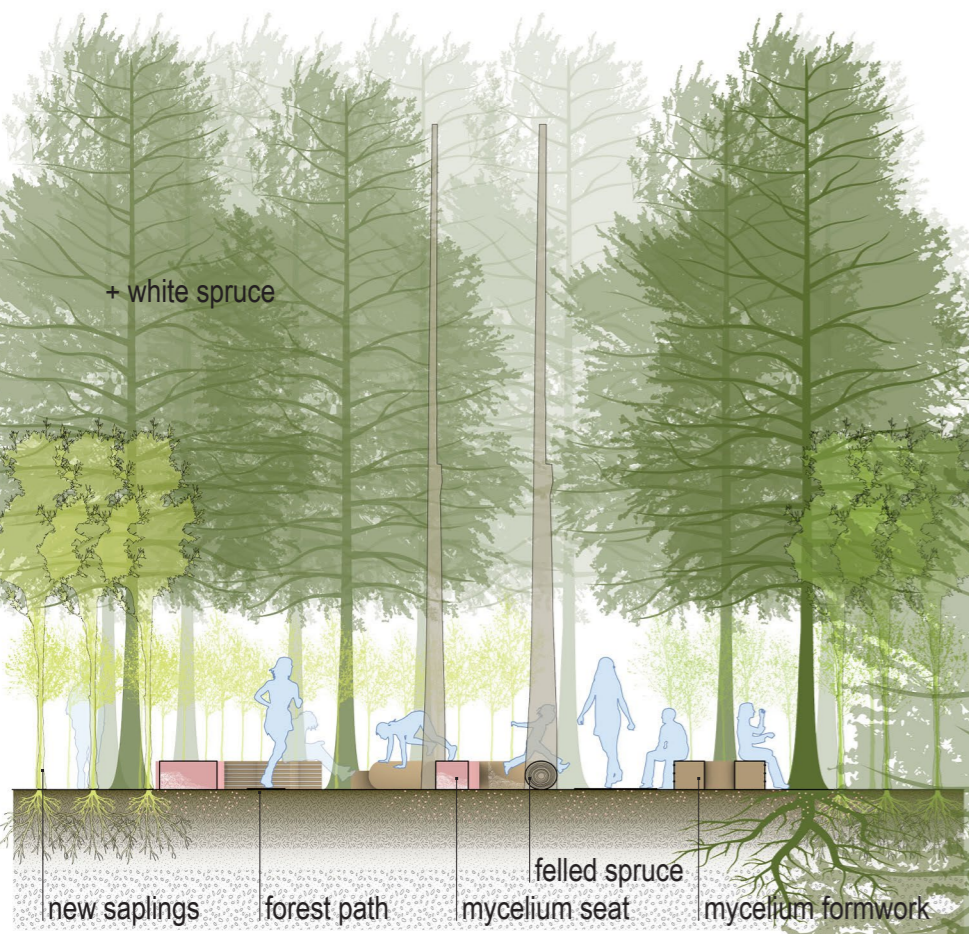 + white spruce
felled spruce
new saplings
forest path
mycelium seat
mycelium formwork